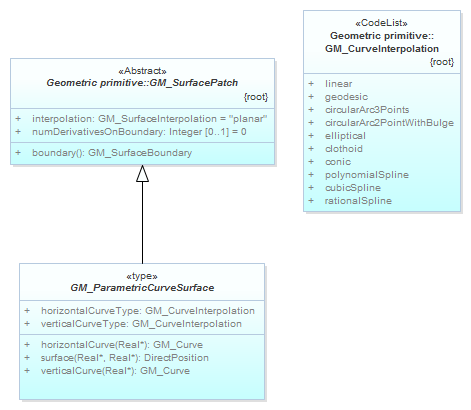 «Abstract»
Geometric primitive::GM_SurfacePatch
{root}
+ interpolation: GM_SurfaceInterpolation = "planar"
+ numDerivativesOnBoundary: Integer [0..1] = 0
+ boundary(): GM_SurfaceBoundary
«CodeList»
Geometric primitive::
GM_CurveInterpolation
{root}
+ linear
+ geodesic
+ circularArc3Points
+ circularArc2PointWithBulge
+ elliptical
+ clothoid
+ conic
+ polynomialSpline
+ cubicSpline
+ rationalSpline
«type»
GM_ParametricCurveSurface
+ horizontalCurveType: GM_CurveInterpolation
+ verticalCurveType: GM_CurveInterpolation
+ horizontalCurve(Real*): GM_Curve
+ surface(Real*, Real*): DirectPosition
+ verticalCurve(Real*): GM_Curve